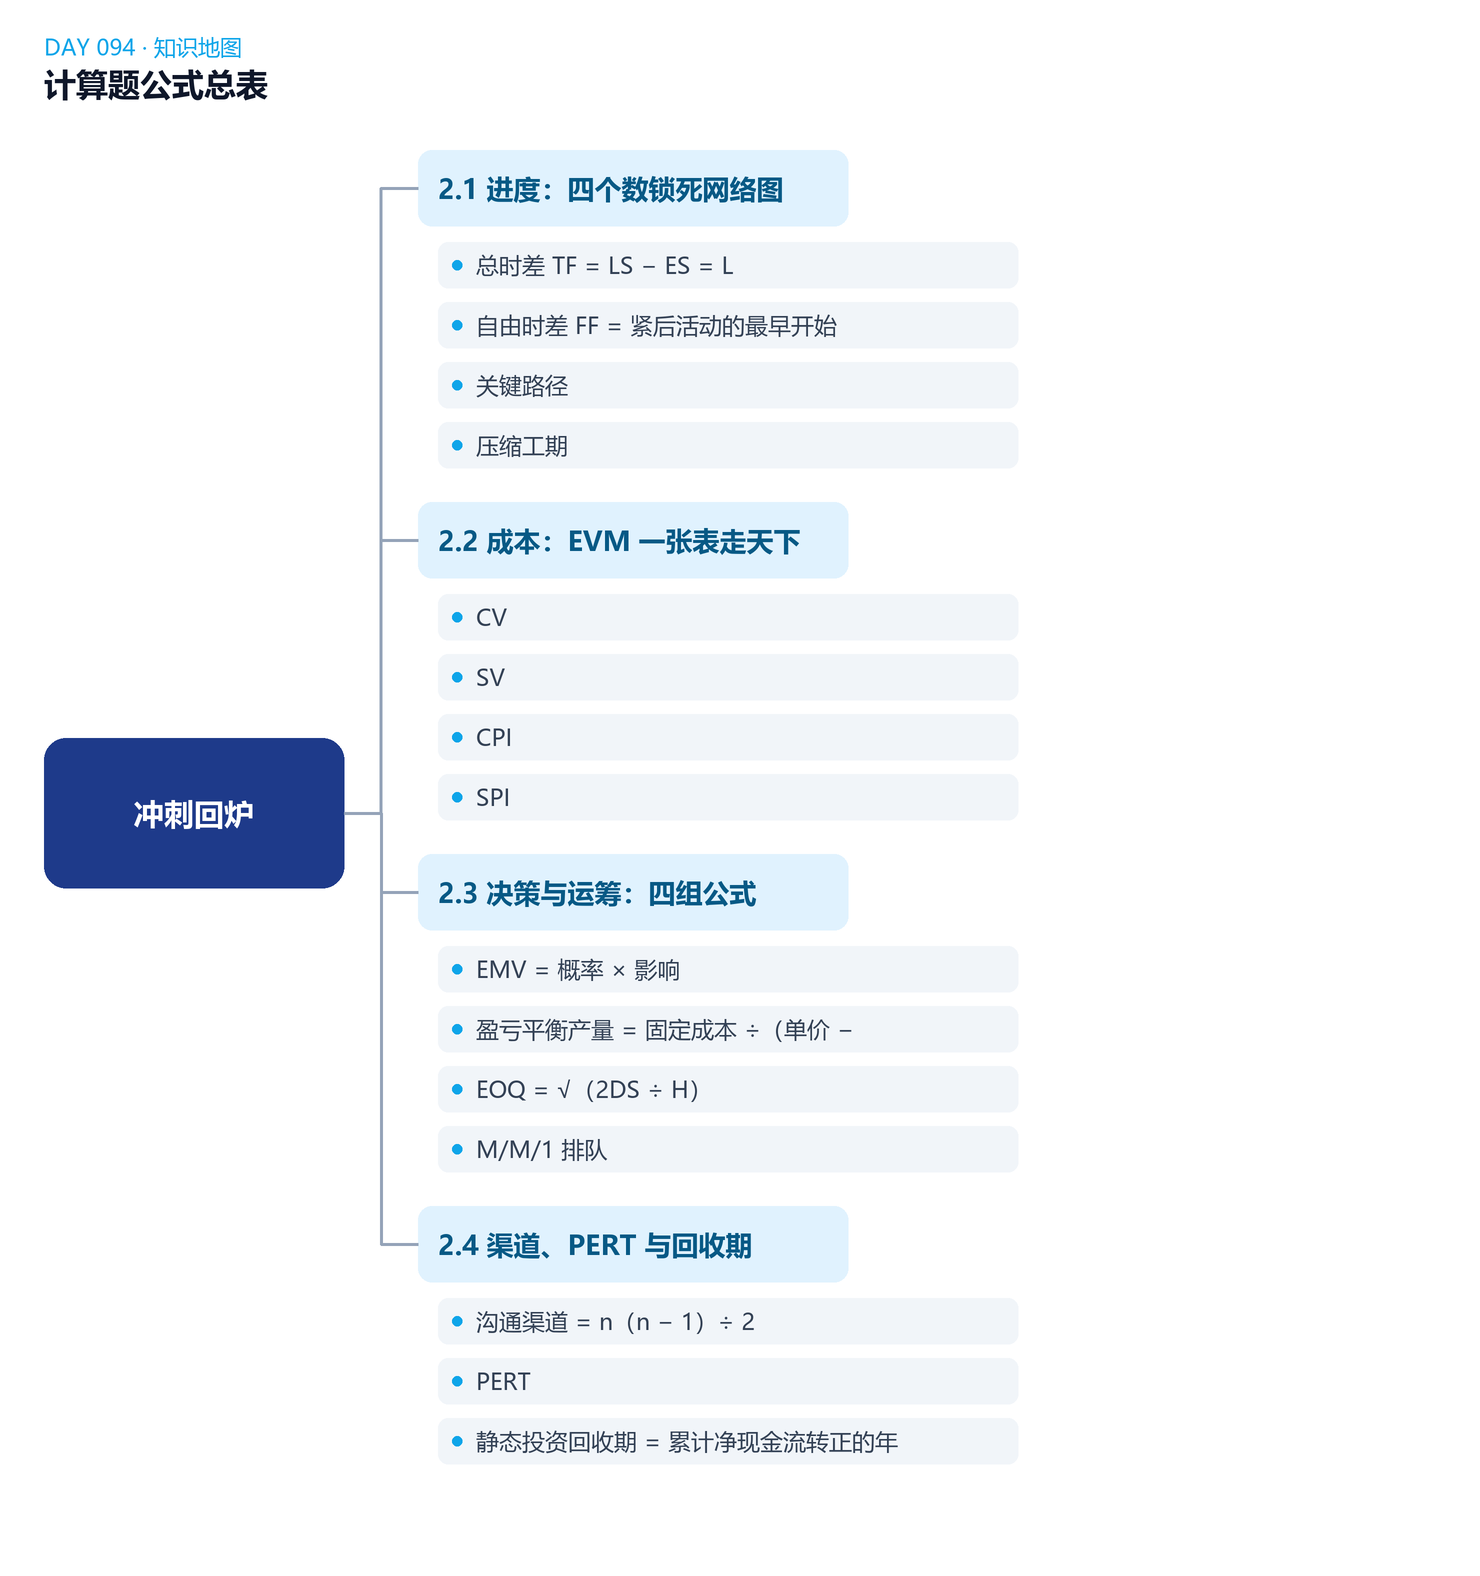 DAY 094 · 知识地图
计算题公式总表
2.1 进度：四个数锁死网络图
总时差 TF = LS − ES = L
自由时差 FF = 紧后活动的最早开始
关键路径
压缩工期
2.2 成本：EVM 一张表走天下
CV
SV
CPI
SPI
冲刺回炉
2.3 决策与运筹：四组公式
EMV = 概率 × 影响
盈亏平衡产量 = 固定成本 ÷（单价 −
EOQ = √（2DS ÷ H）
M/M/1 排队
2.4 渠道、PERT 与回收期
沟通渠道 = n（n − 1）÷ 2
PERT
静态投资回收期 = 累计净现金流转正的年